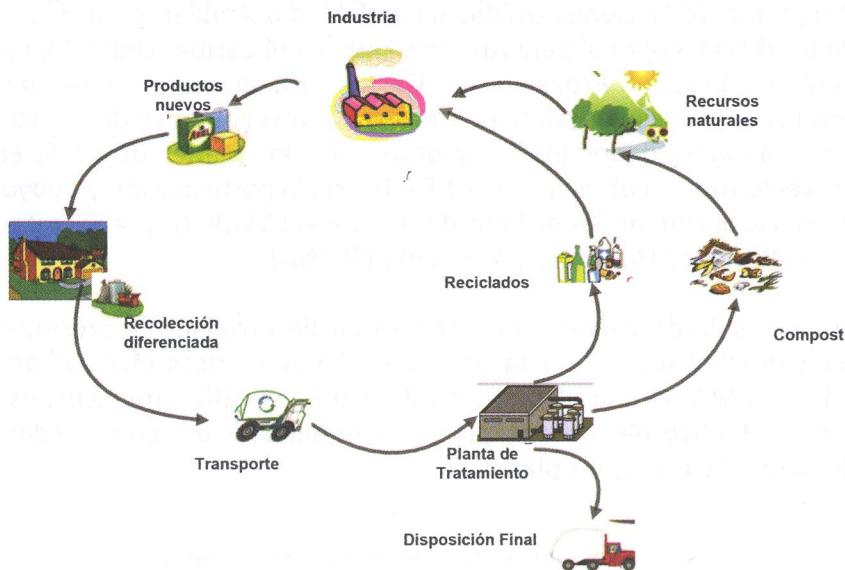 Industria
Productos
nuevos
Recursos
naturales
Reciclados
Recolección
diferenciada
Compost
Transporte
Planta de
Tratamiento
Disposición Final